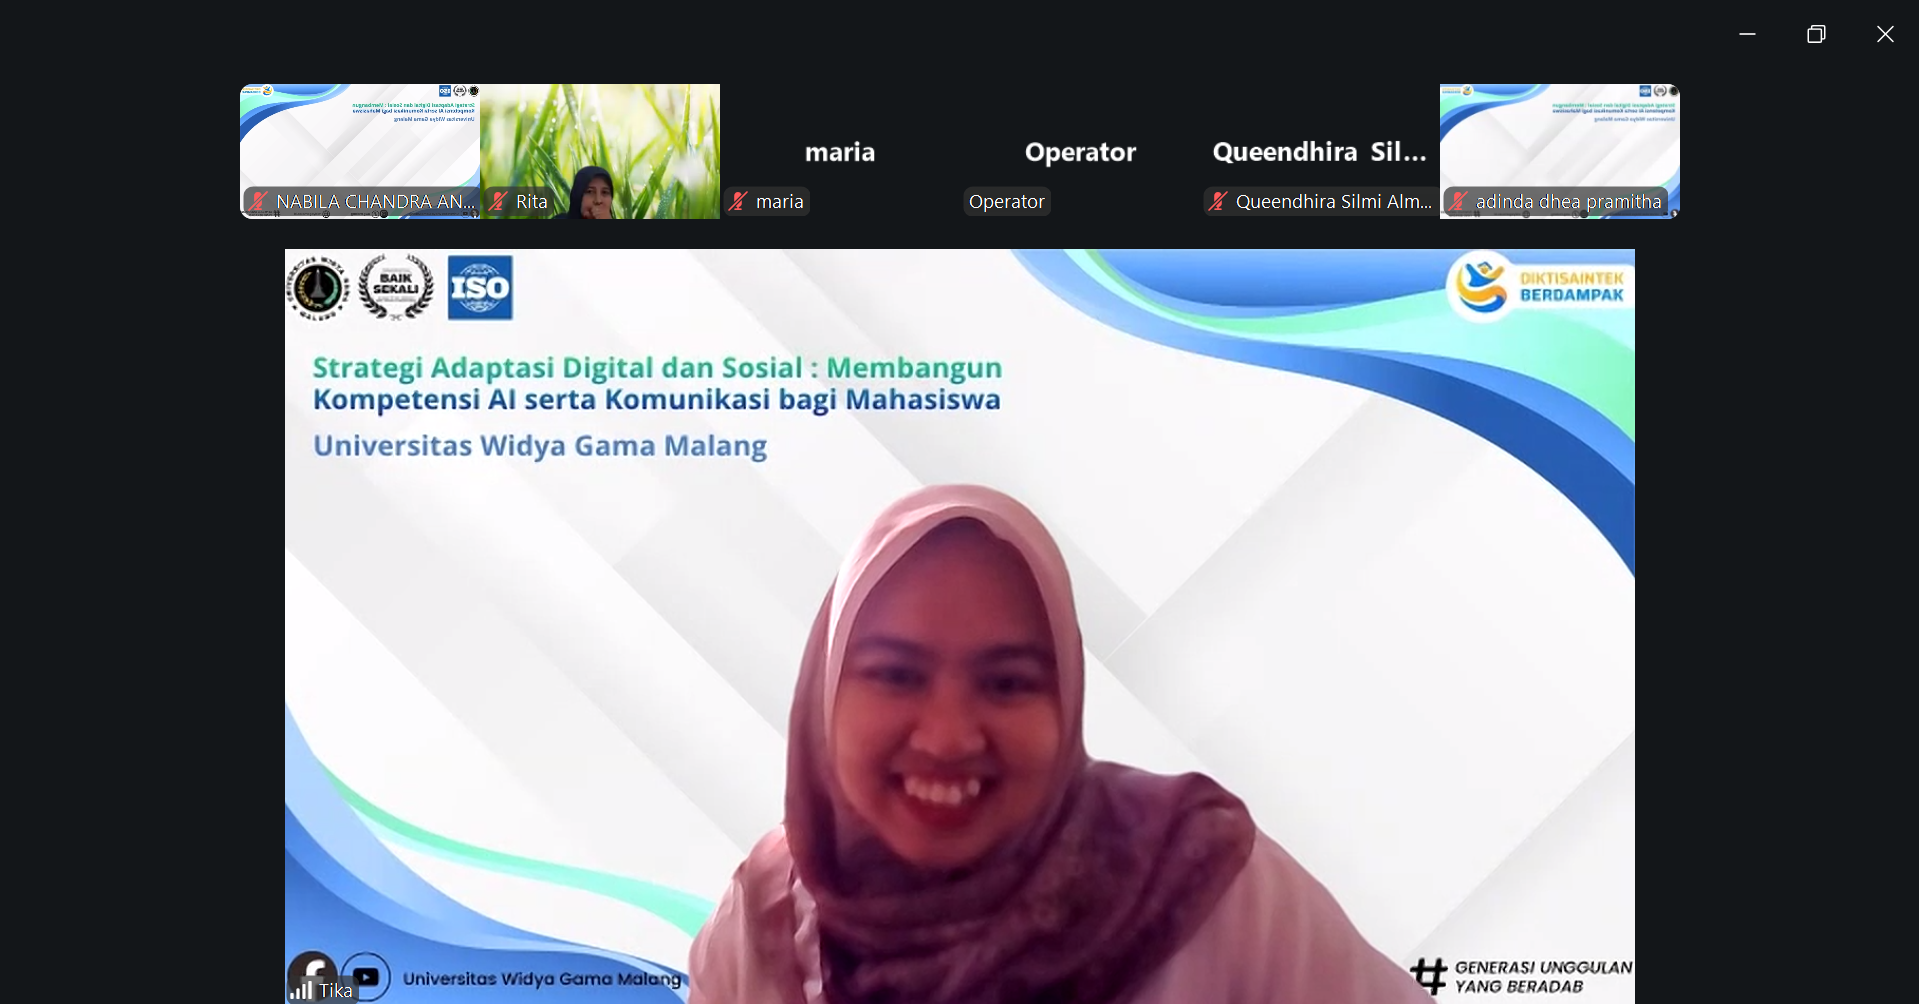 NABILA CHANDRA AN...
Rita
maria
maria
Operator
Operator
Queendhira Sil...
Queendhira Silmi Alm...
adinda dhea pramitha
BAIK
SEKALI
ISO
DIKTISAINTEK
BERDAMPAK
Strategi Adaptasi Digital dan Sosial : Membangun
Kompetensi AI serta Komunikasi bagi Mahasiswa
Universitas Widya Gama Malang
Tika
Universitas Widya Gama Malang
# GENERASI UNGGULAN
YANG BERADAB